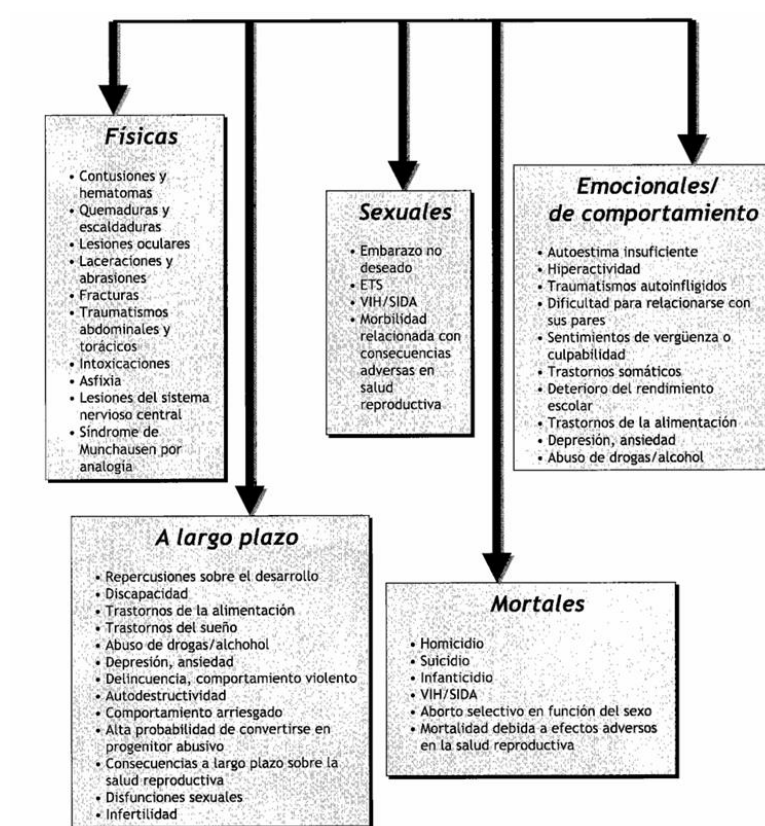 Físicas
• Contusiones y
hematomas
• Quemaduras y
escaldaduras
• Lesiones oculares
• Laceraciones y
abrasiones
• Fracturas
• Traumatismos
abdominales y
torácicos
• Intoxicaciones
• Asfixia
• Lesiones del sistema
nervioso central
• Síndrome de
Munchausen por
analogía
Sexuales
• Embarazo no
deseado
• ETS
• VIH/SIDA
• Morbilidad
relacionada con
consecuencias
adversas en
salud
reproductiva
Emocionales/
de comportamiento
• Autoestima insuficiente
• Hiperactividad
• Traumatismos autoinfligidos
• Dificultad para relacionarse con
sus pares
• Sentimientos de vergüenza o
culpabilidad
• Trastornos somáticos
• Deterioro del rendimiento
escolar
• Trastornos de la alimentación
• Depresión, ansiedad
• Abuso de drogas/alcohol
A largo plazo
• Repercusiones sobre el desarrollo
• Discapacidad
• Trastornos de la alimentación
• Trastornos del sueño
• Abuso de drogas/alchohol
• Depresión, ansiedad
• Delincuencia, comportamiento violento
• Autodestructividad
• Comportamiento arriesgado
• Alta probabilidad de convertirse en
progenitor abusivo
• Consecuencias a largo plazo sobre la
salud reproductiva
• Disfunciones sexuales
• Infertilidad
Mortales
• Homicidio
• Suicidio
• Infanticidio
• VIH/SIDA
• Aborto selectivo en función del sexo
• Mortalidad debida a efectos adversos
en la salud reproductiva